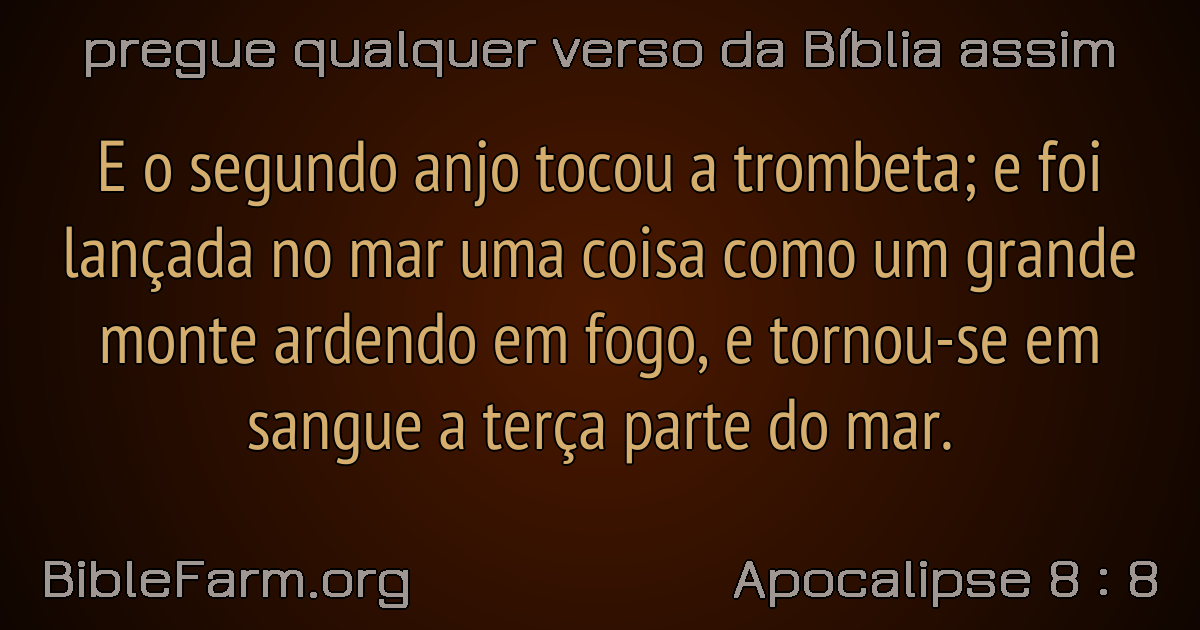 pregue qualquer verso da Bíblia assim
E o segundo anjo tocou a trombeta; e foi
lançada no mar uma coisa como um grande
monte ardendo em fogo, e tornou-se em
sangue a terça parte do mar.
BibleFarm.org
Apocalipse 8 : 8